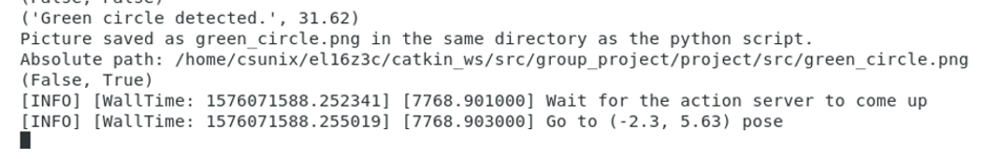 (False, False)
('Green circle detected.', 31.62)
Picture saved as green_circle.png in the same directory as the python script.
Absolute path: /home/csunix/el16z3c/catkin_ws/src/group_project/project/src/green_circle.png
(False, True)
[INFO] [WallTime: 1576071588.252341] [7768.901000] Wait for the action server to come up
[INFO] [WallTime: 1576071588.255019] [7768.903000] Go to (-2.3, 5.63) pose